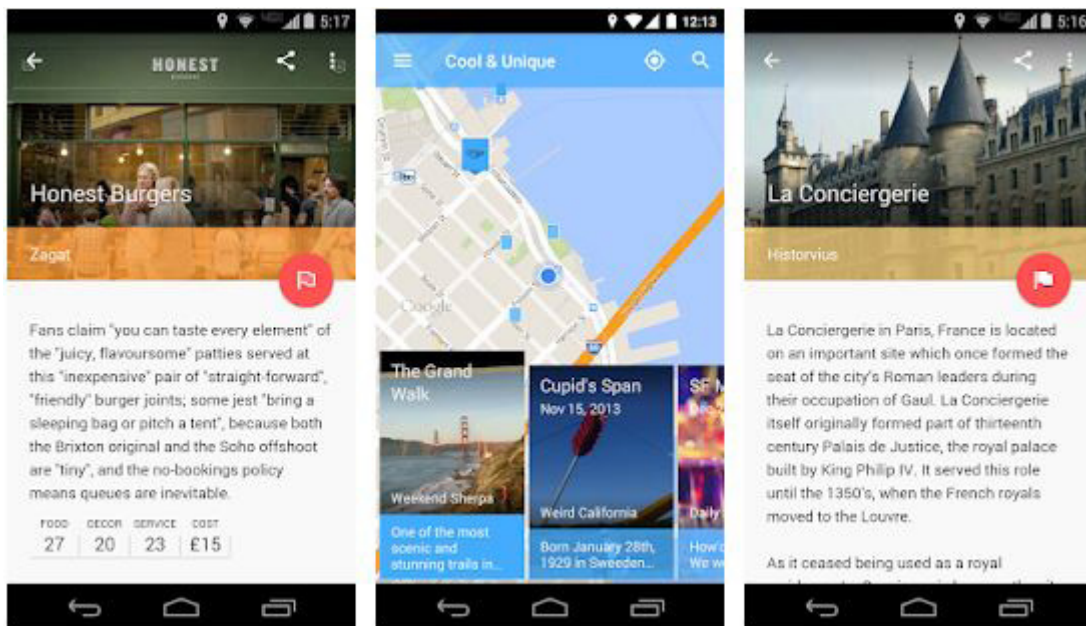 5:17
HONEST
Honest Burgers
Zagat
Fans claim "you can taste every element" of
the "juicy, flavoursome" patties served at
this "inexpensive" pair of "straight-forward",
"friendly" burger joints; some jest "bring a
sleeping bag or pitch a tent", because both
the Brixton original and the Soho offshoot
are "tiny", and the no-bookings policy
means queues are inevitable.
FOOD DECOR SERVICE COST
27 20 23 £15
12:13
Cool & Unique
Google
The Grand
Walk
Weekend Sherpa
One of the most
scenic and
stunning trails in...
Cupid's Span
Nov 15, 2013
Weird California
Born January 28th,
1929 in Sweeden...
SF M
Daily
How'd
We we
5:16
La Conciergerie
Historvius
La Conciergerie in Paris, France is located
on an important site which once formed the
seat of the city's Roman leaders during
their occupation of Gaul. La Conciergerie
itself originally formed part of thirteenth
century Palais de Justice, the royal palace
built by King Philip IV. It served this role
until the 1350's, when the French royals
moved to the Louvre.
As it ceased being used as a royal